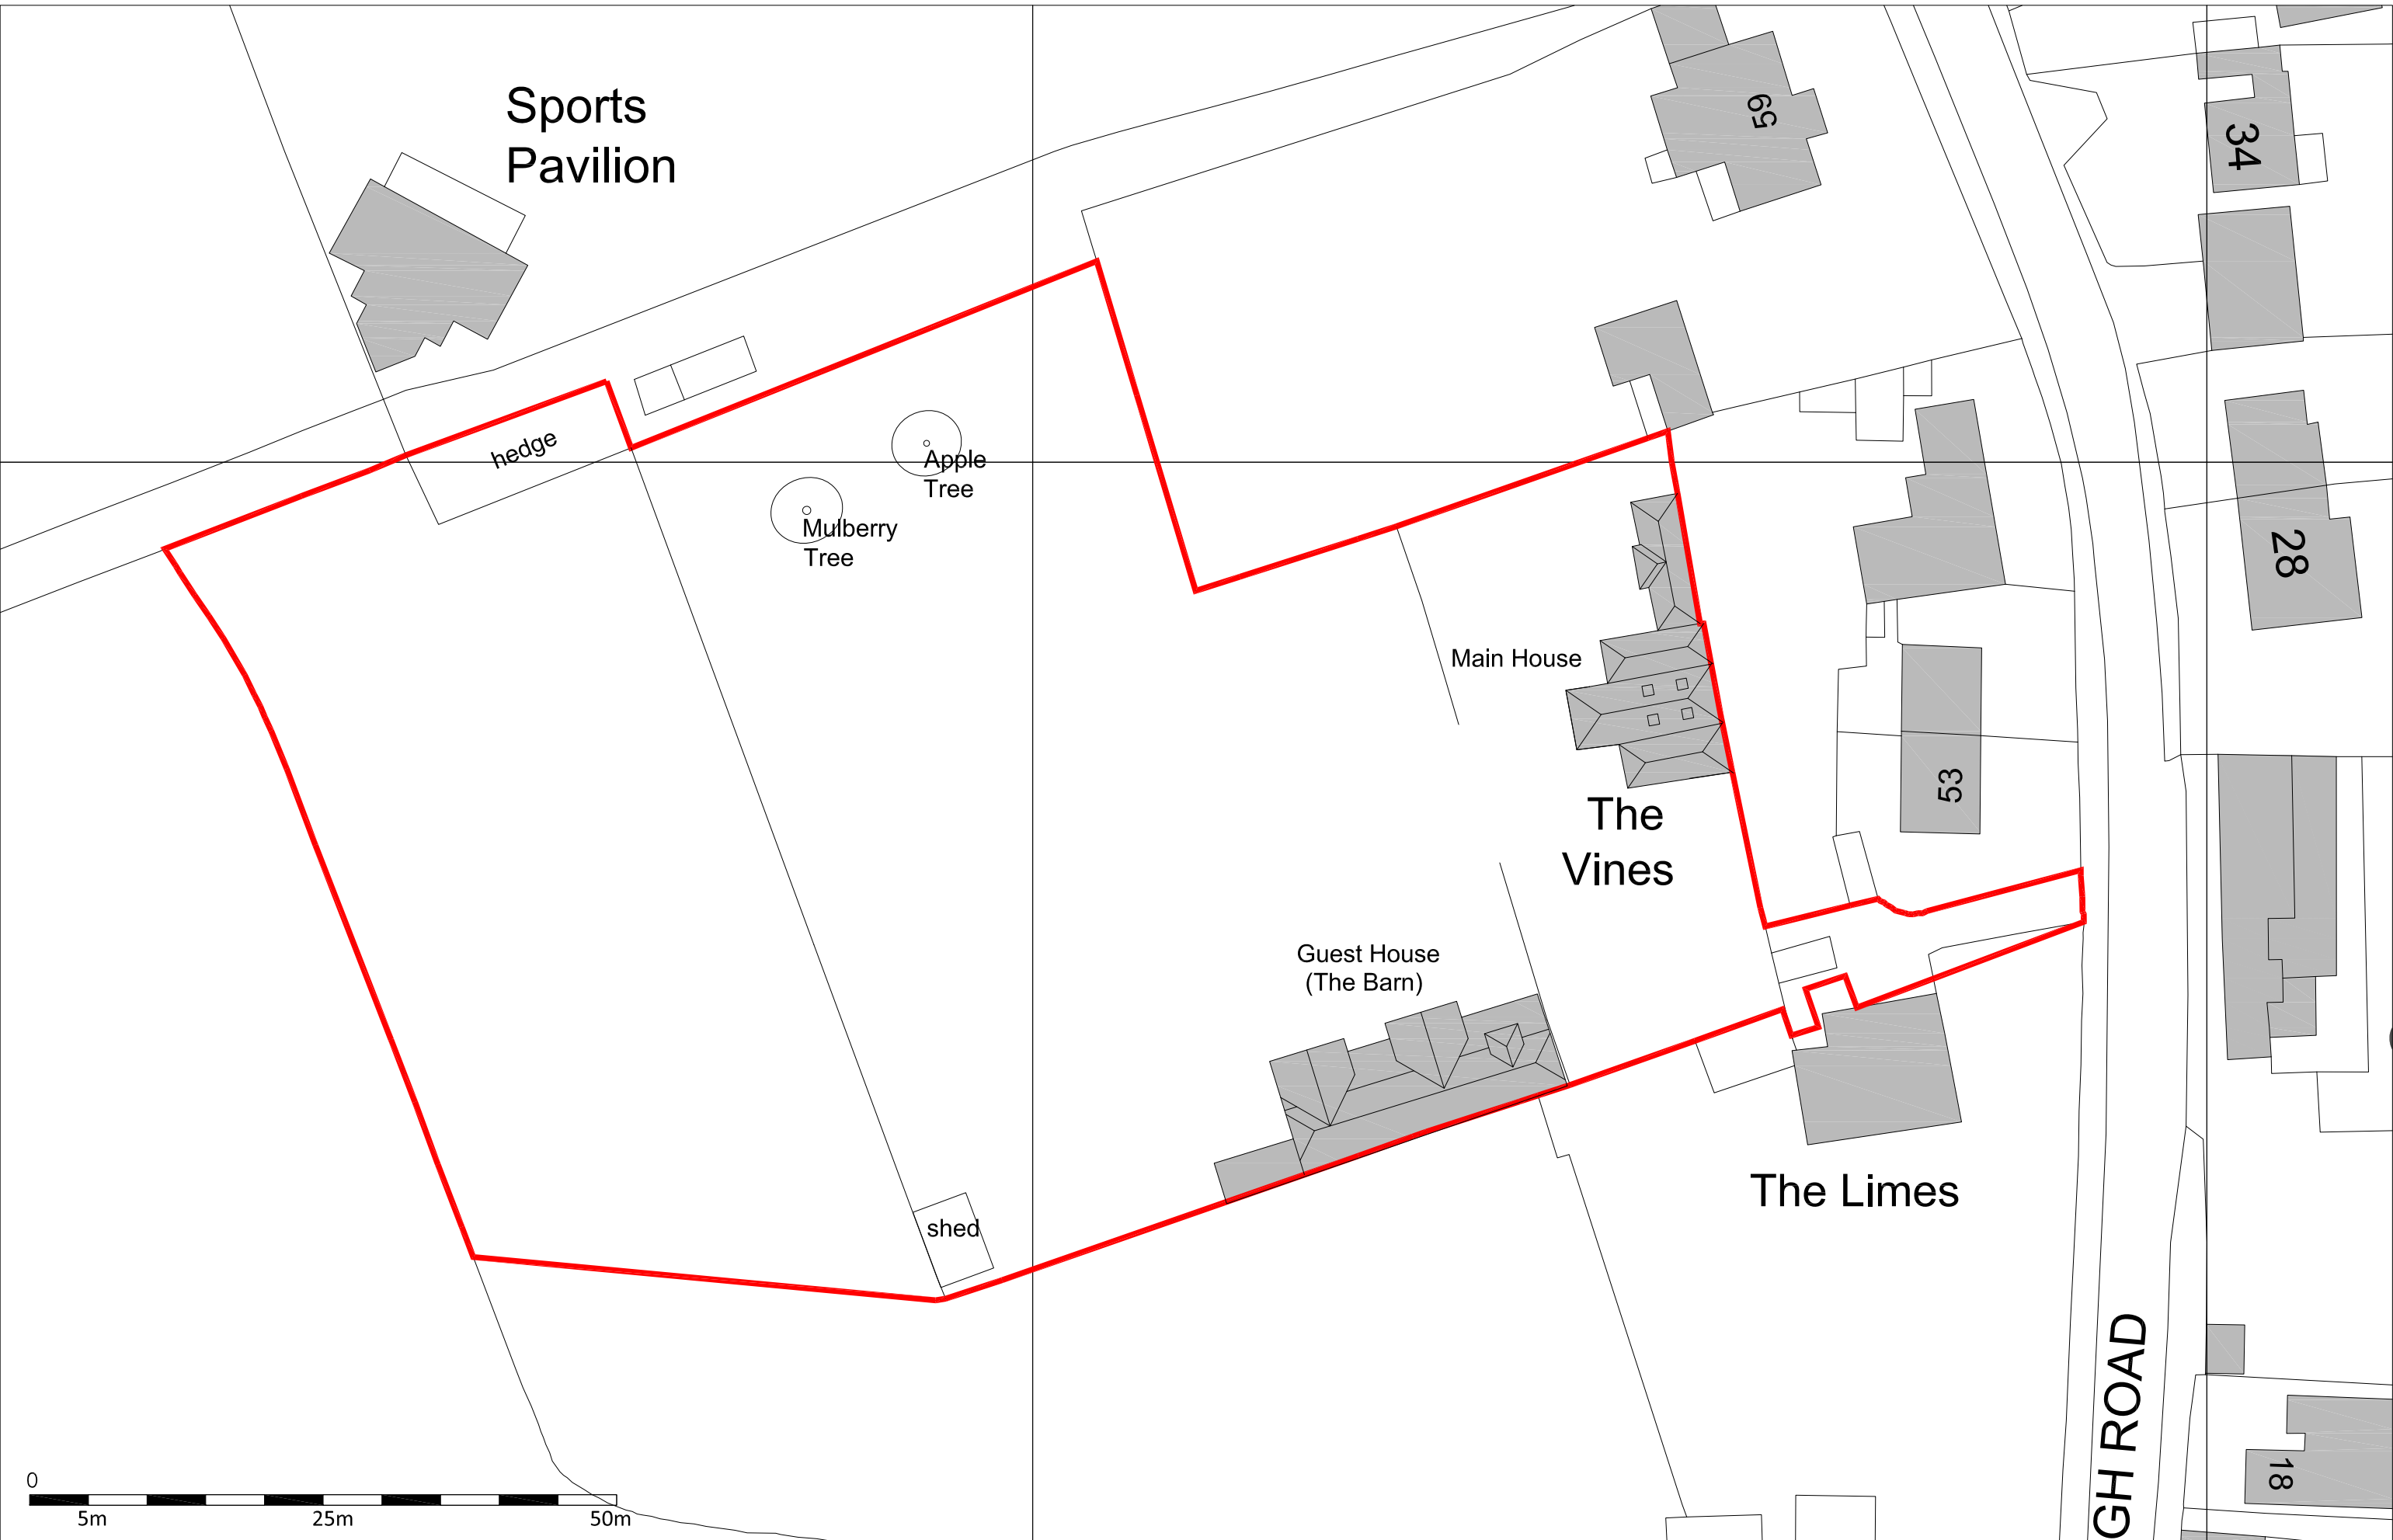 Sports
Pavilion
59
34
hedge
Apple
Tree
Mulberry
Tree
28
Main House
53
The
Vines
Guest House
(The Barn)
The Limes
shed
GH ROAD
18
0
5m
25m
50m